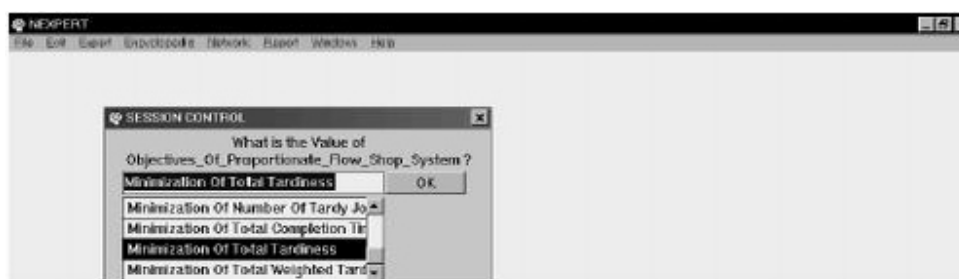 NEXPERT
File Edit Expert Encyclopedia Network Report Windows Help
SESSION CONTROL
What is the Value of
Objectives_Of_Proportionate_Flow_Shop_System ?
Minimization Of Total Tardiness OK
Minimization Of Number Of Tardy Jo
Minimization Of Total Completion Tir
Minimization Of Total Tardiness
Minimization Of Total Weighted Tard